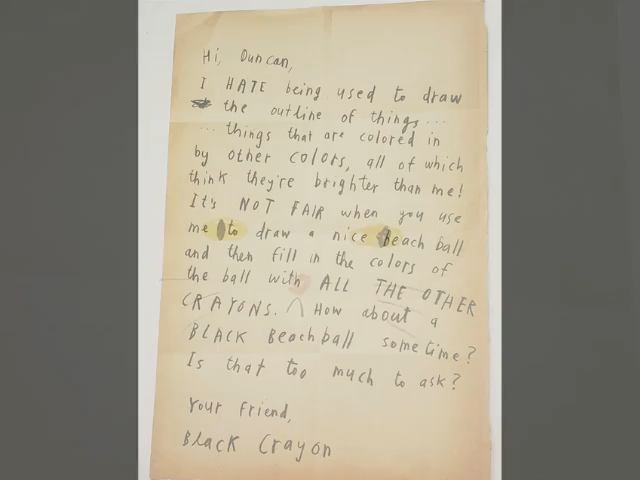 Hi, Duncan,
I HATE being used to draw
the outline of things...
... things that are colored in
by other colors, all of which
think they're brighter than me!
It's NOT FAIR when you use
me to draw a nice beach ball
and then fill in the colors of
the ball with ALL THE OTHER
CRAYONS. How about a
BLACK Beachball sometime?
Is that too much to ask?
Your friend,
Black Crayon